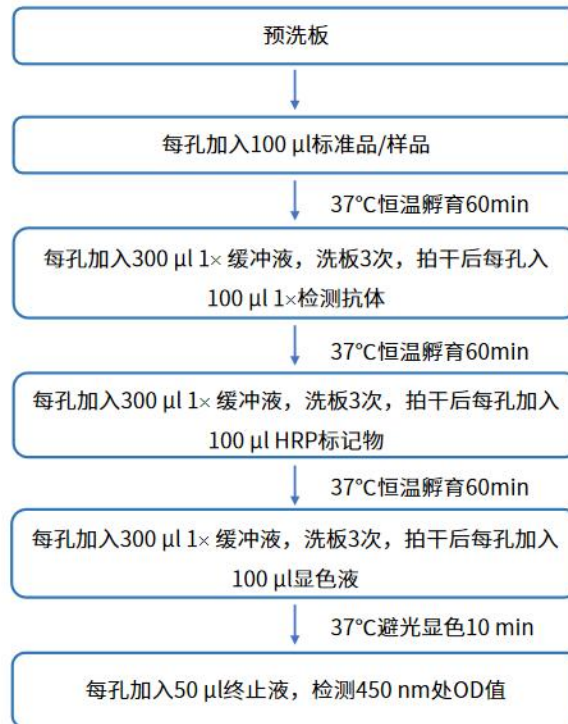 预洗板
每孔加入100 μl标准品/样品
37℃恒温孵育60min
每孔加入300 μl 1× 缓冲液，洗板3次，拍干后每孔入
100 μl 1×检测抗体
37℃恒温孵育60min
每孔加入300 μl 1× 缓冲液，洗板3次，拍干后每孔加入
100 μl HRP标记物
37℃恒温孵育60min
每孔加入300 μl 1× 缓冲液，洗板3次，拍干后每孔加入
100 μl显色液
37℃避光显色10 min
每孔加入50 μl终止液，检测450 nm处OD值